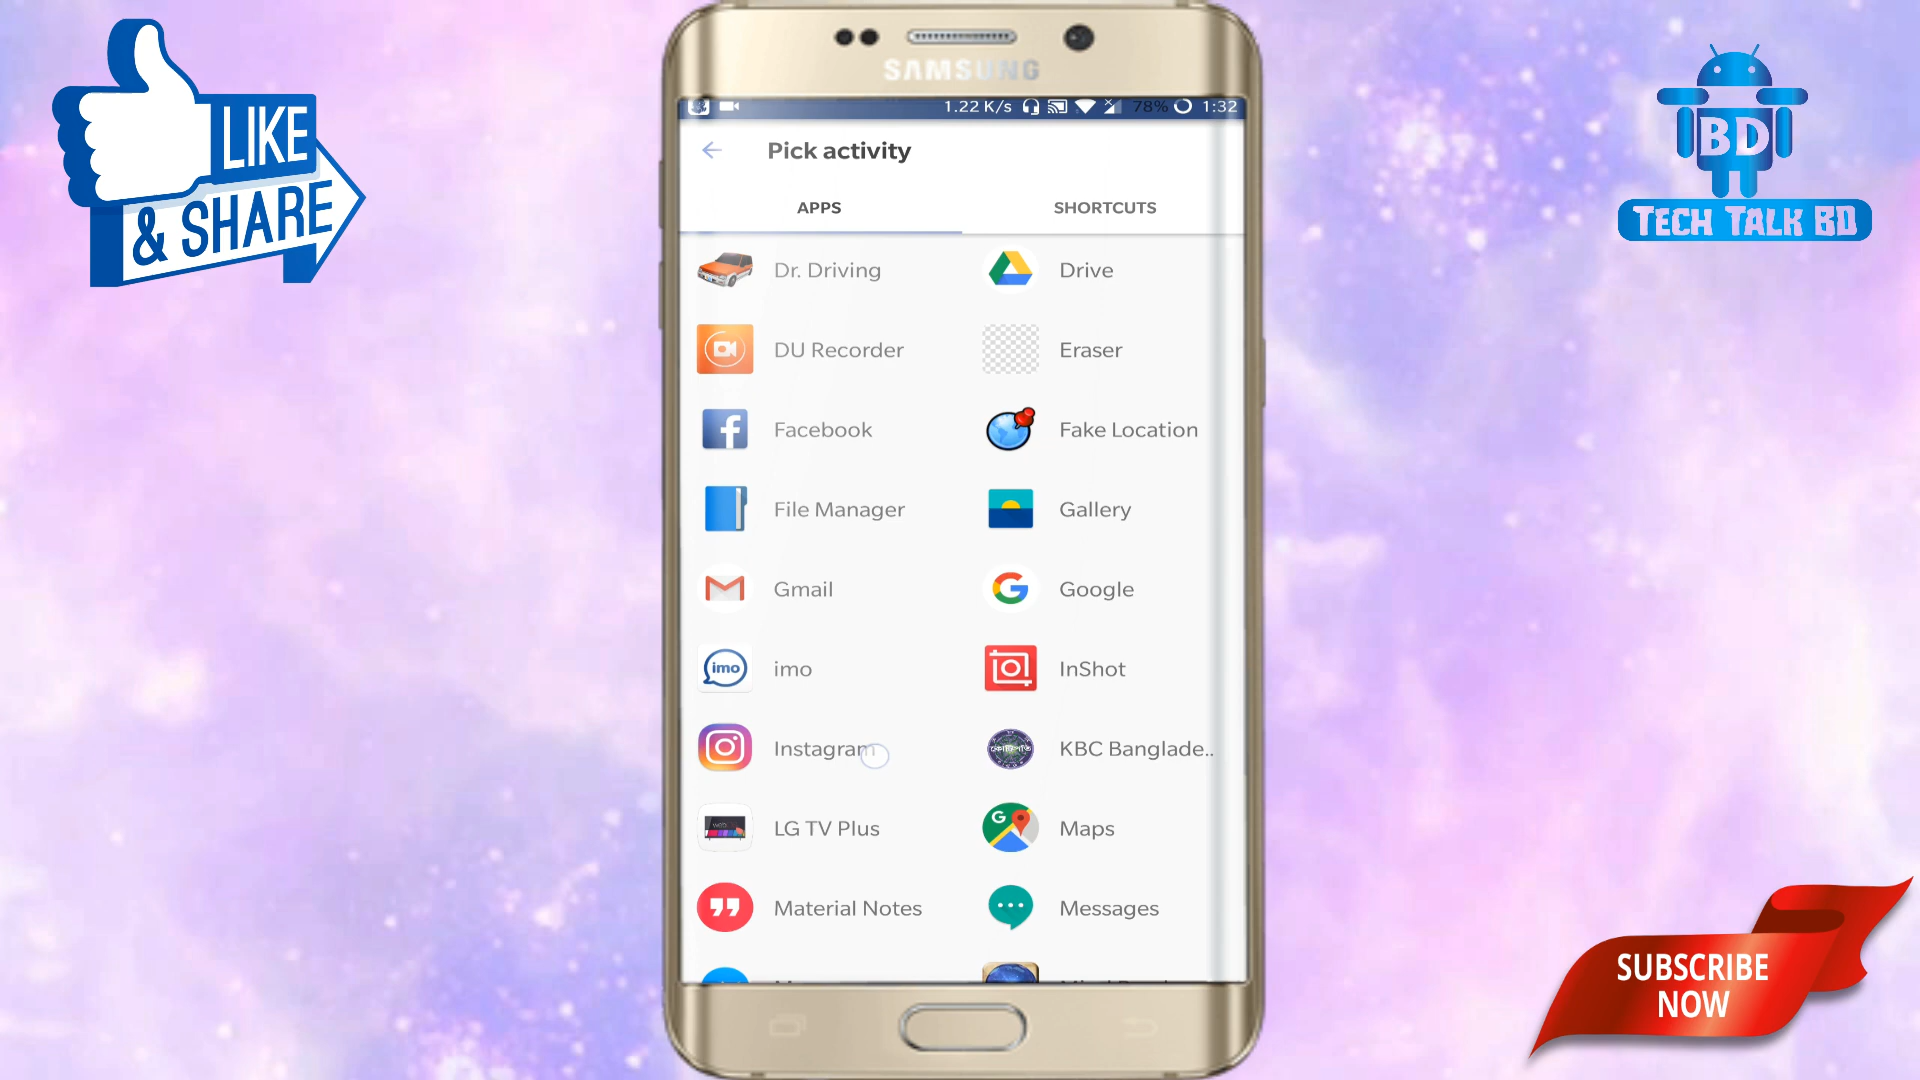 LIKE
& SHARE
SAMSUNG
1.22 K/s 78% 1:32
Pick activity
APPS SHORTCUTS
Dr. Driving Drive
DU Recorder Eraser
Facebook Fake Location
File Manager Gallery
Gmail Google
imo imo InShot
Instagram KBC Banglade..
LG TV Plus Maps
Material Notes Messages
BD
TECH TALK BD
SUBSCRIBE
NOW